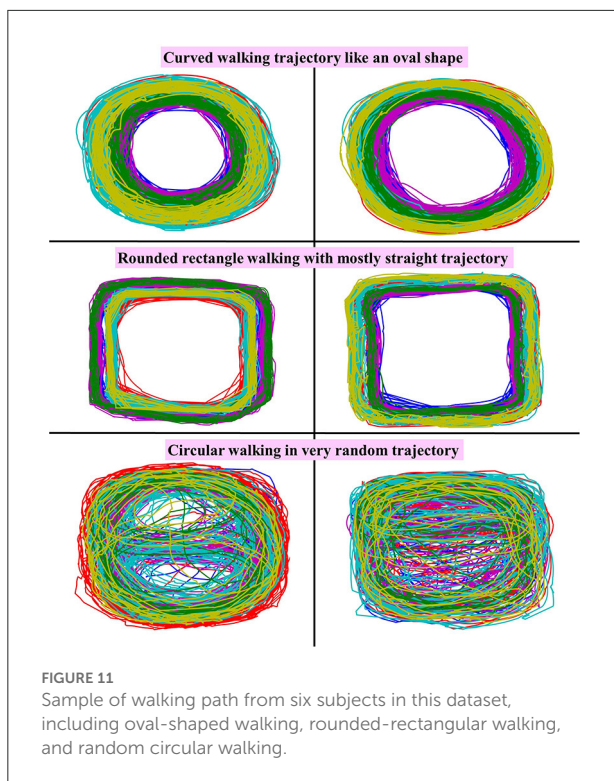 Curved walking trajectory like an oval shape
Rounded rectangle walking with mostly straight trajectory
Circular walking in very random trajectory
FIGURE 11
Sample of walking path from six subjects in this dataset,
including oval-shaped walking, rounded-rectangular walking,
and random circular walking.